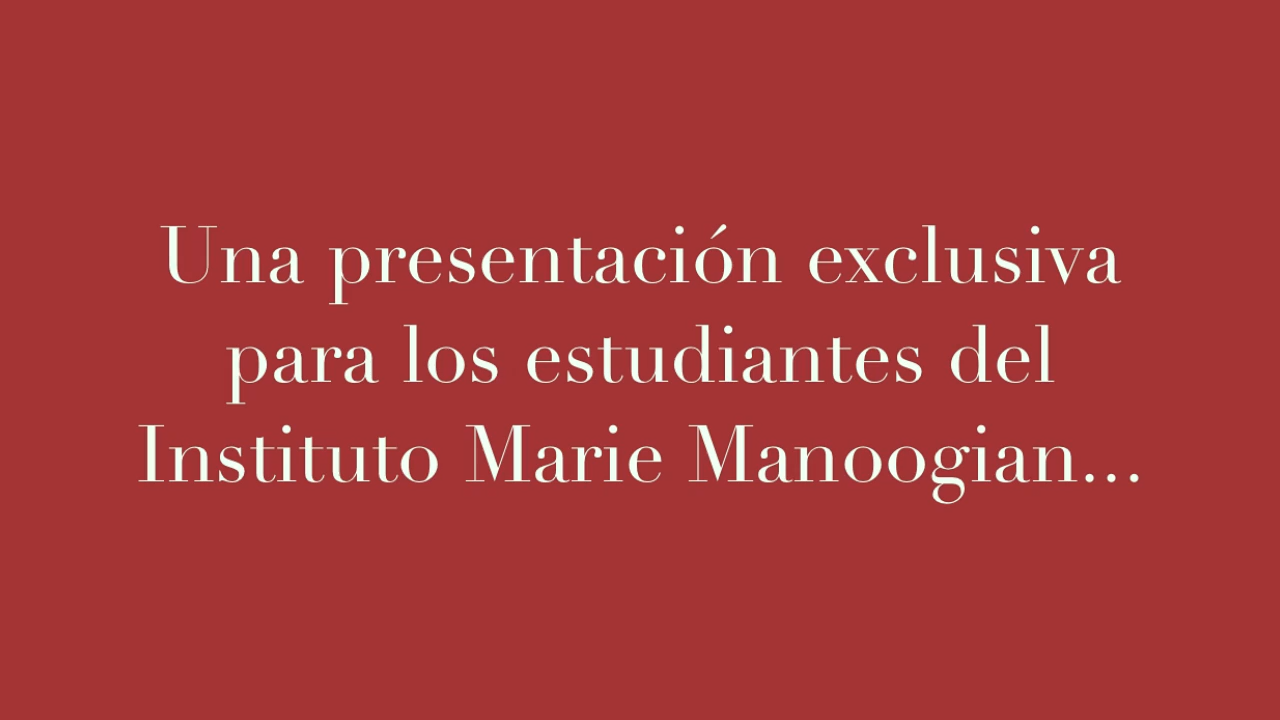 Una presentación exclusiva
para los estudiantes del
Instituto Marie Manoogian...